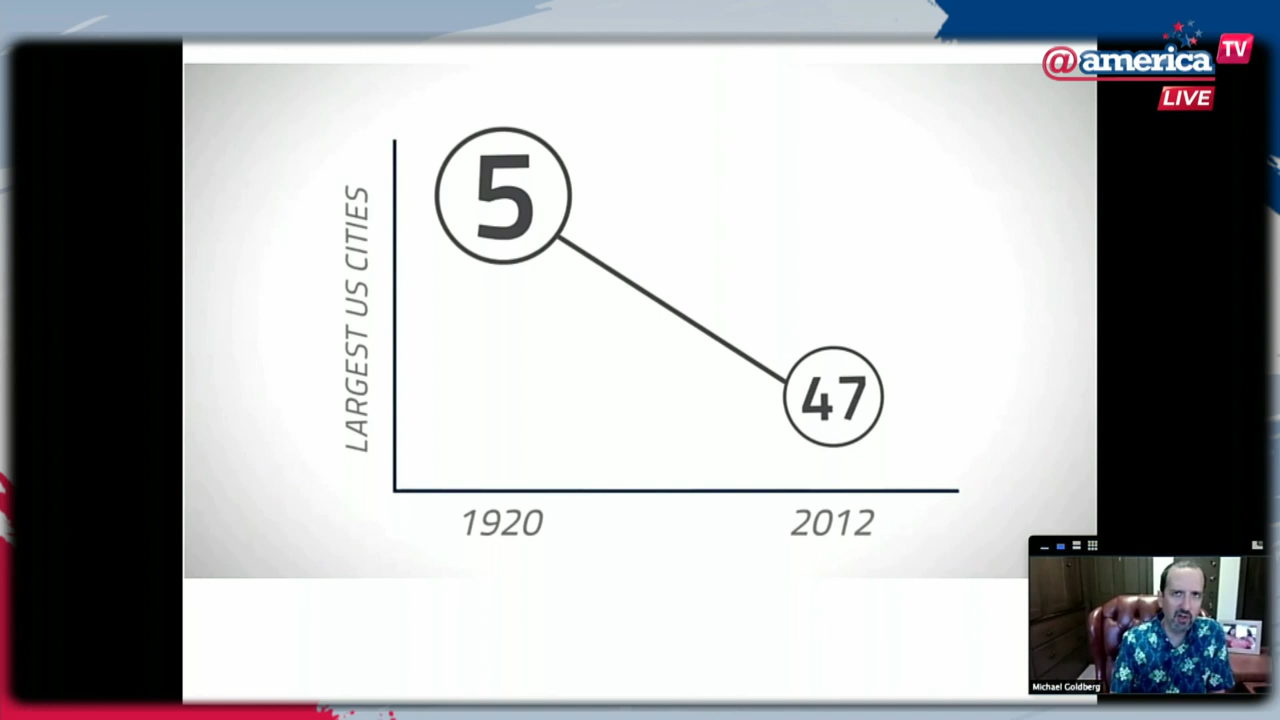 @america TV
LIVE
LARGEST US CITIES
5
47
1920
2012
Michael Goldberg